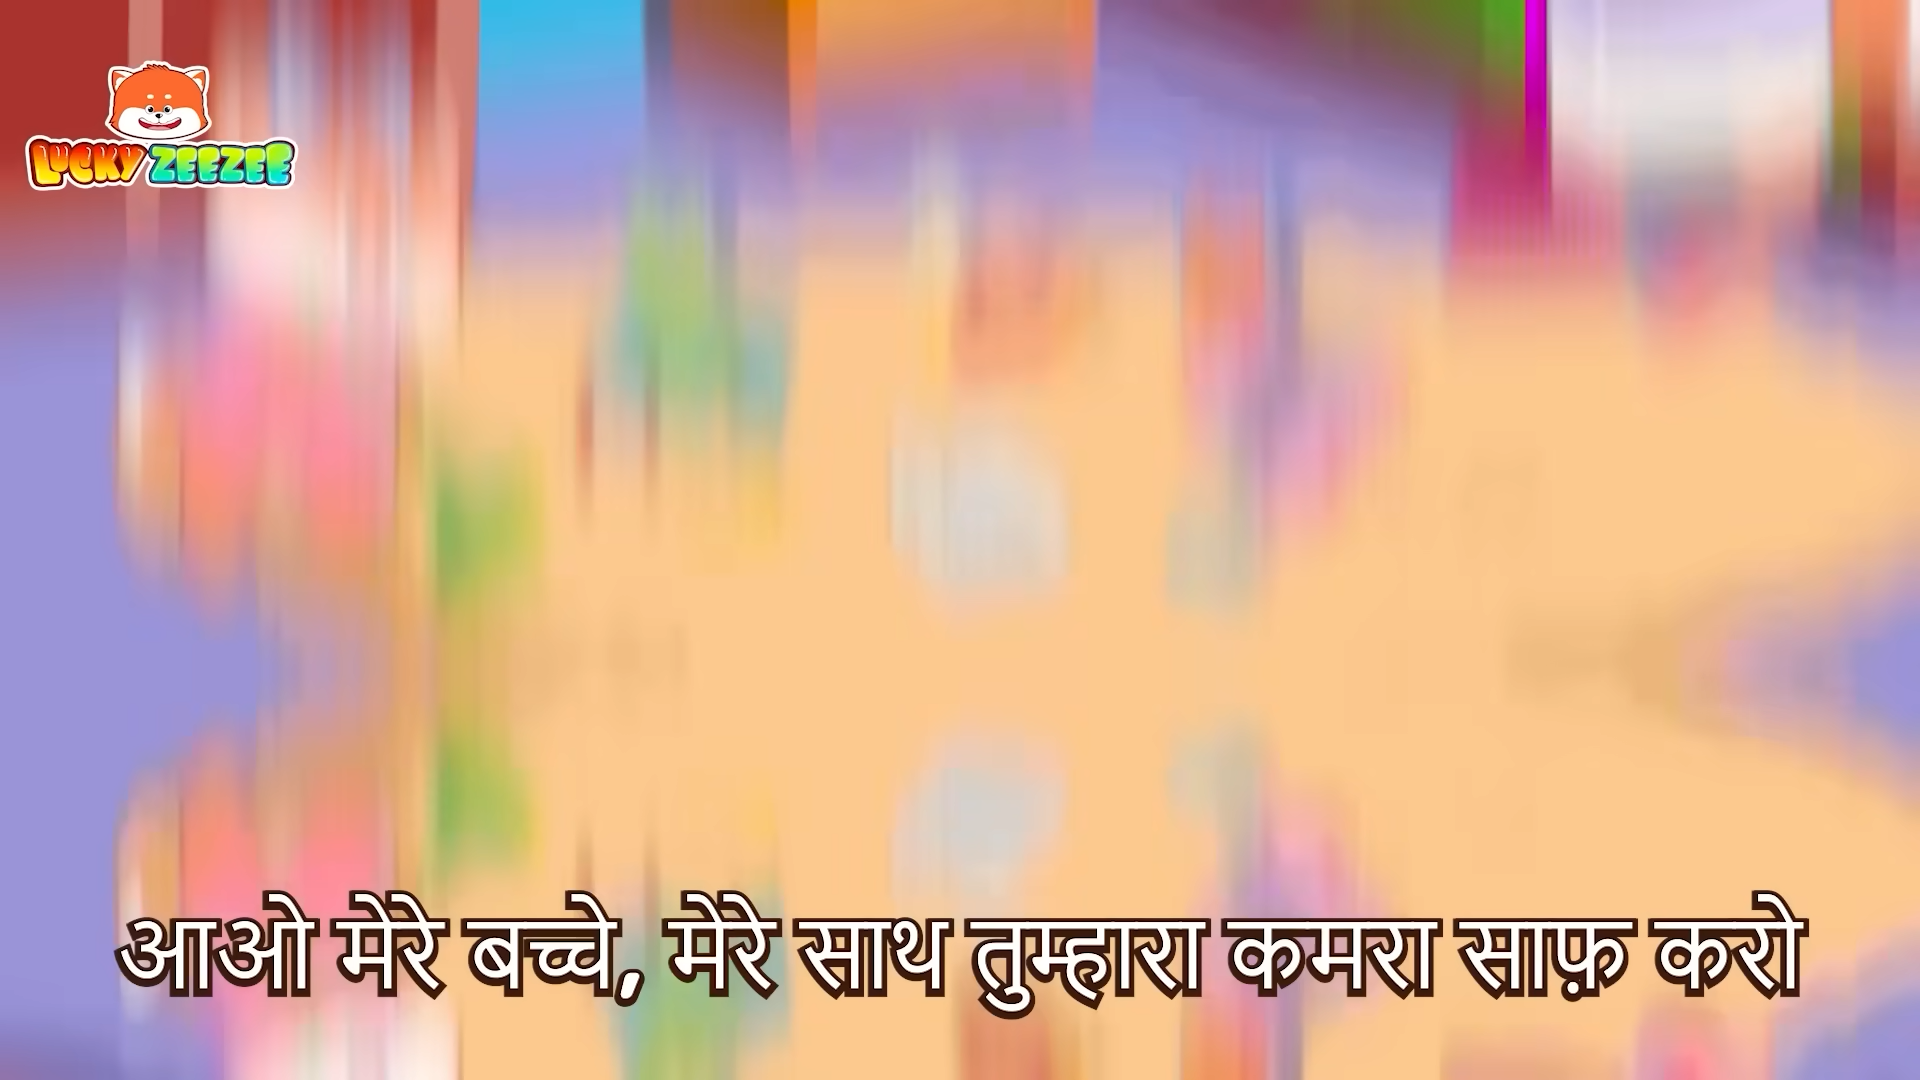 LUCKY ZEEZEE
आओ मेरे बच्चे, मेरे साथ तुम्हारा कमरा साफ़ करो